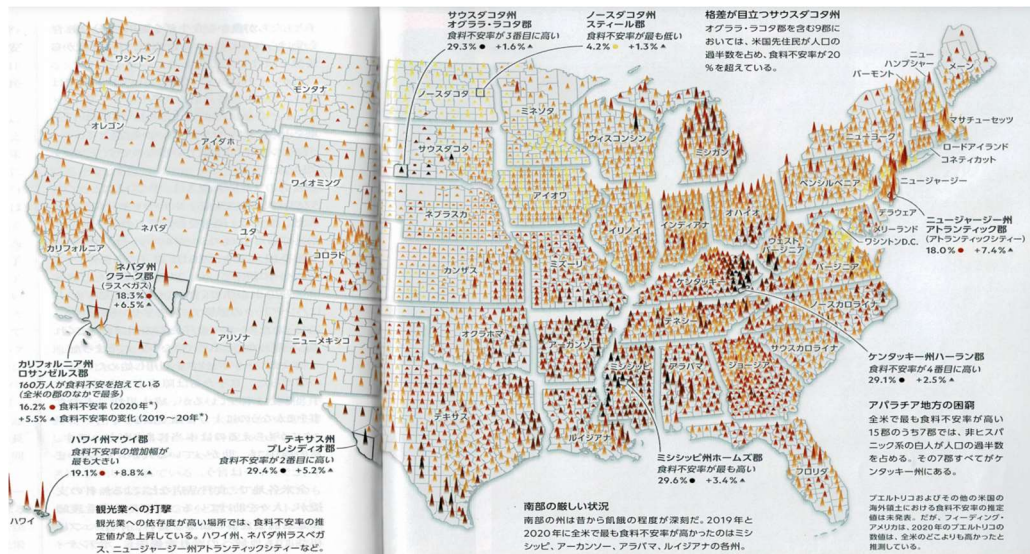 サウスダコタ州
オグララ・ラコタ郡
食料不安率が3番目に高い
29.3% ● +1.6% ▲
ノースダコタ州
スティール郡
食料不安率が最も低い
4.2% ● +1.3% ▲
格差が目立つサウスダコタ州
オグララ・ラコタ郡を含む9郡に
おいては、米国先住民が人口の
過半数を占め、食料不安率が20
%を超えている。
ワシントン
モンタナ
ノースダコタ
ミネソタ
ニュー
ハンプシャー
バーモント
メーン
オレゴン
アイダホ
サウスダコタ
ウィスコンシン
ミシガン
ニューヨーク
マサチューセッツ
ロードアイランド
コネティカット
ワイオミング
アイオワ
ペンシルベニア
ニュージャージー
ネブラスカ
イリノイ
インディアナ
オハイオ
デラウェア
メリーランド
ワシントンD.C.
ニュージャージー州
アトランティック郡
(アトランティックシティー)
18.0% ● +7.4% ▲
カリフォルニア
ネバダ
ユタ
コロラド
カンザス
ミズーリ
ウエスト
バージニア
バージニア
ケンタッキー
ネバダ州
クラーク郡
(ラスベガス)
18.3% ●
+6.5% ▲
ノースカロライナ
テネシー
アリゾナ
ニューメキシコ
オクラホマ
アーカンソー
サウスカロライナ
ミシシッピ
アラバマ
ジョージア
カリフォルニア州
ロサンゼルス郡
160万人が食料不安を抱えている
(全米の郡のなかで最多)
16.2% ● 食料不安率(2020年*)
+5.5% ▲ 食料不安率の変化(2019～20年*)
ケンタッキー州ハーラン郡
食料不安率が4番目に高い
29.1% ● +2.5% ▲
テキサス
ルイジアナ
フロリダ
アパラチア地方の困窮
全米で最も食料不安率が高い
15郡のうち7郡では、非ヒスパ
ニック系の白人が人口の過半数
を占める。その7郡すべてがケ
ンタッキー州にある。
ハワイ州マウイ郡
食料不安率の増加幅が
最も大きい
19.1% ● +8.8% ▲
テキサス州
プレシディオ郡
食料不安率が2番目に高い
29.4% ● +5.2% ▲
ミシシッピ州ホームズ郡
食料不安率が最も高い
29.6% ● +3.4% ▲
ハワイ
観光業への打撃
観光業への依存度が高い場所では、食料不安率の推
定値が急上昇している。ハワイ州、ネバダ州ラスベガ
ス、ニュージャージー州アトランティックシティーなど。
南部の厳しい状況
南部の州は昔から飢餓の程度が深刻だ。2019年と
2020年に全米で最も食料不安率が高かったのはミシ
シッピ、アーカンソー、アラバマ、ルイジアナの各州。
プエルトリコおよびその他の米国の
海外領土における食料不安率の推定
値は未発表。だが、フィーディング・
アメリカは、2020年のプエルトリコの
数値は、全米のどこよりも高かったと
推測している。